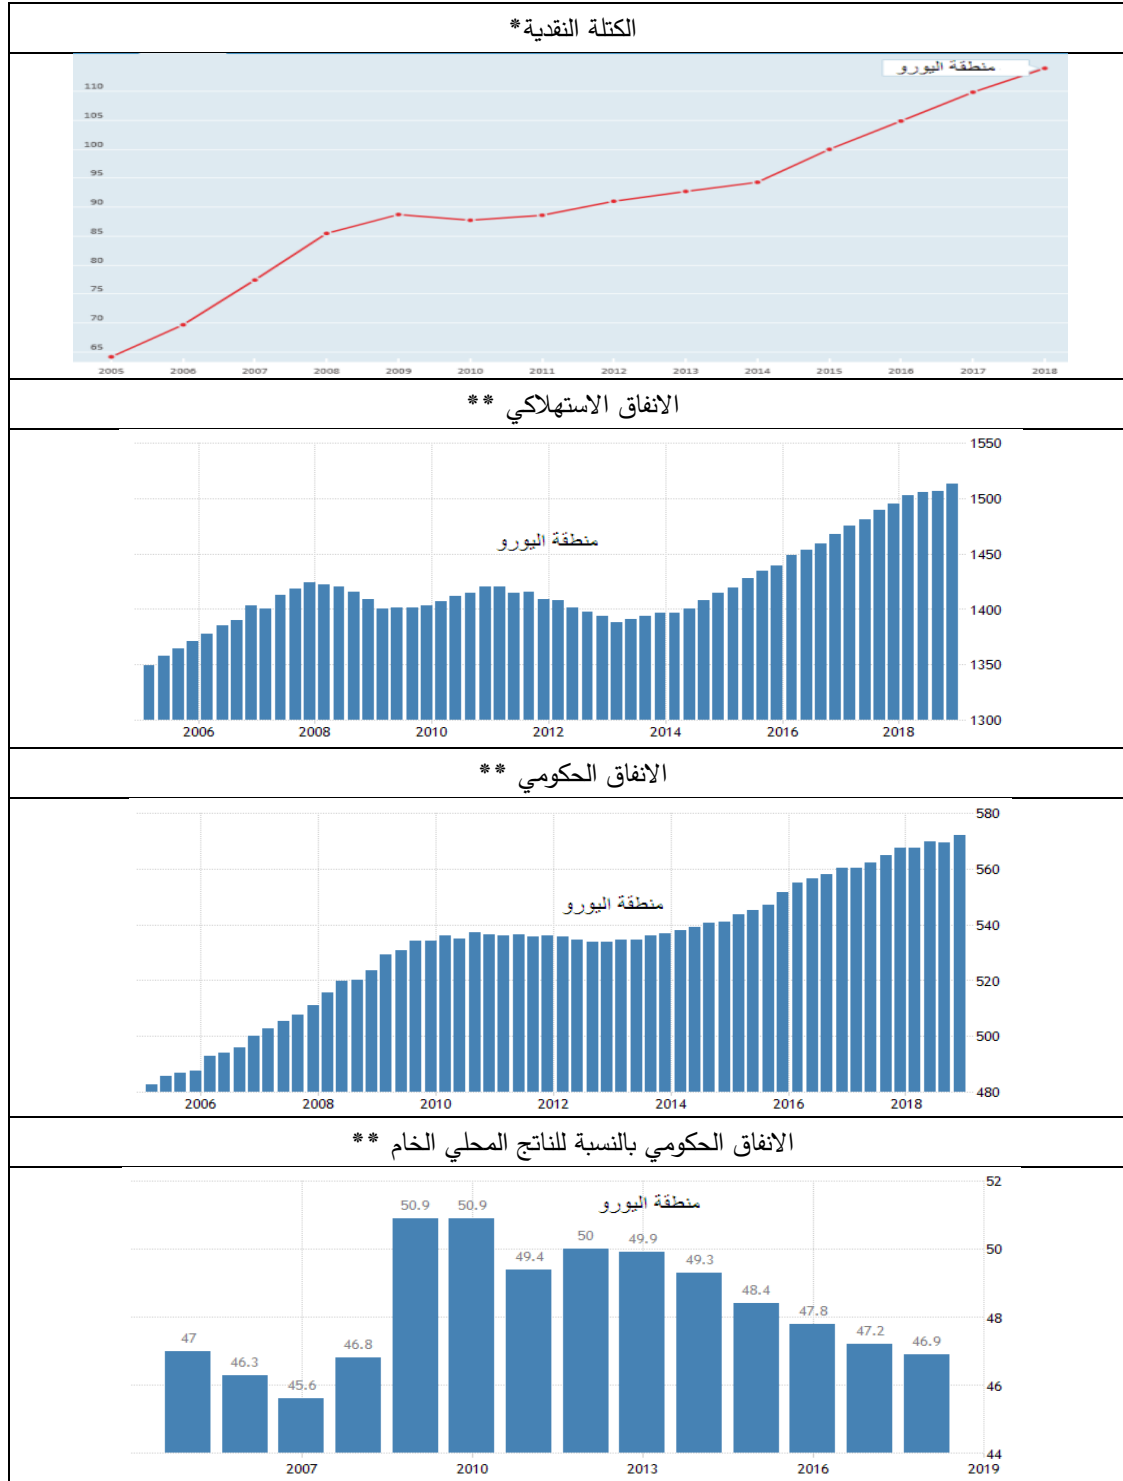 الكتلة النقدية*
منطقة اليورو
110
105
100
95
90
85
80
75
70
65
2005 2006 2007 2008 2009 2010 2011 2012 2013 2014 2015 2016 2017 2018
الانفاق الاستهلاكي **
منطقة اليورو
1550
1500
1450
1400
1350
1300
2006 2008 2010 2012 2014 2016 2018
الانفاق الحكومي **
منطقة اليورو
580
560
540
520
500
480
2006 2008 2010 2012 2014 2016 2018
الانفاق الحكومي بالنسبة للناتج المحلي الخام **
منطقة اليورو
52
50
48
46
44
47 46.3 45.6 46.8 50.9 50.9 49.4 50 49.9 49.3 48.4 47.8 47.2 46.9
2007 2010 2013 2016 2019